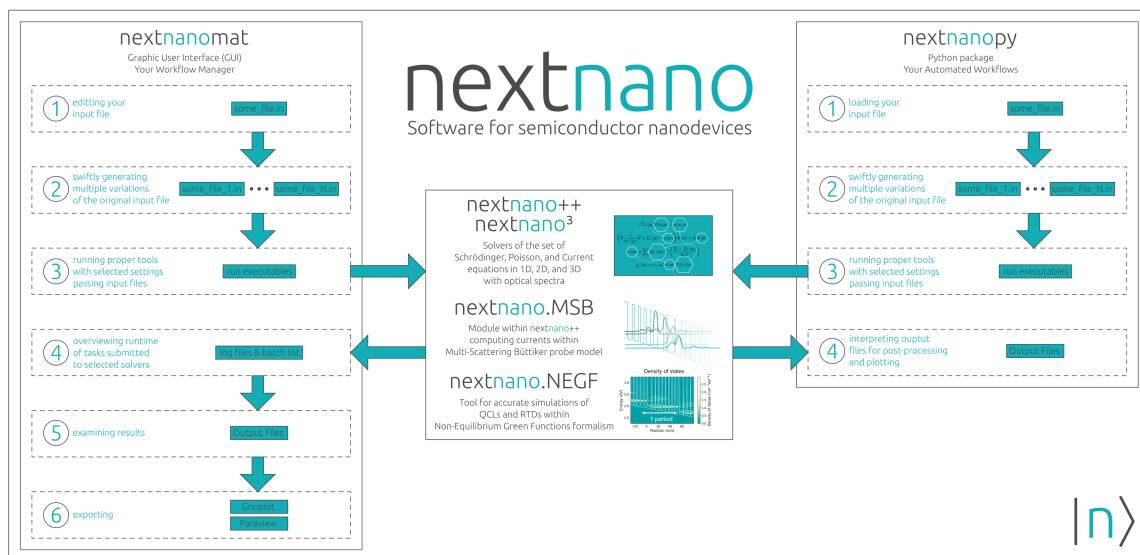 nextnanomat
Graphic User Interface (GUI)
Your Workflow Manager
1
editting your
input file
some_file.in
2
swiftly generating
multiple variations
of the original input file
some_file_1.in
•••
some_file_N.in
3
running proper tools
with selected settings
passing input files
run executables
4
overviewing runtime
of tasks submitted
to selected solvers
log files & batch list
5
examining results
Output Files
6
exporting
Gnuplot
Paraview
nextnano
Software for semiconductor nanodevices
nextnano++
nextnano³
Solvers of the set of
Schrödinger, Poisson, and Current
equations in 1D, 2D, and 3D
with optical spectra
nextnano.MSB
Module within nextnano++
computing currents within
Multi-Scattering Büttiker probe model
nextnano.NEGF
Tool for accurate simulations of
QCLs and RTDs within
Non-Equilibrium Green Functions formalism
Density of states
Energy (eV)
1 period
Position (nm)
nextnanopy
Python package
Your Automated Workflows
1
loading your
input file
some_file.in
2
swiftly generating
multiple variations
of the original input file
some_file_1.in
•••
some_file_N.in
3
running proper tools
with selected settings
passing input files
run executables
4
interpreting ouptut
files for post-processing
and plotting
Output Files
|n⟩